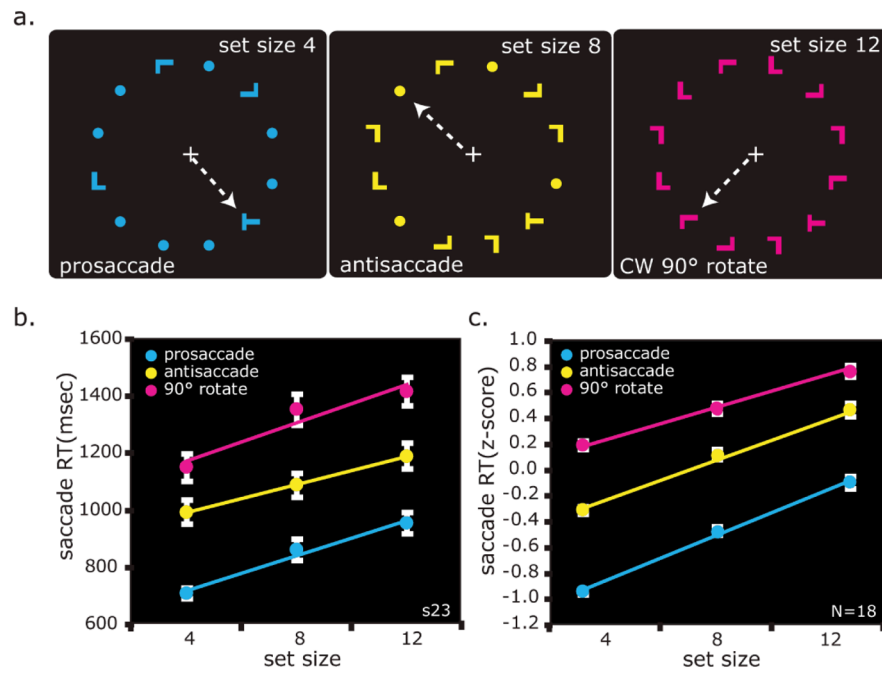 a.
set size 4
prosaccade
set size 8
antisaccade
set size 12
CW 90° rotate
b.
1600
1400
1200
1000
800
600
saccade RT(msec)
prosaccade
antisaccade
90° rotate
s23
4 8 12
set size
c.
1.0
0.8
0.6
0.4
0.2
0.0
-0.2
-0.4
-0.6
-0.8
-1.0
-1.2
saccade RT(z-score)
prosaccade
antisaccade
90° rotate
N=18
4 8 12
set size